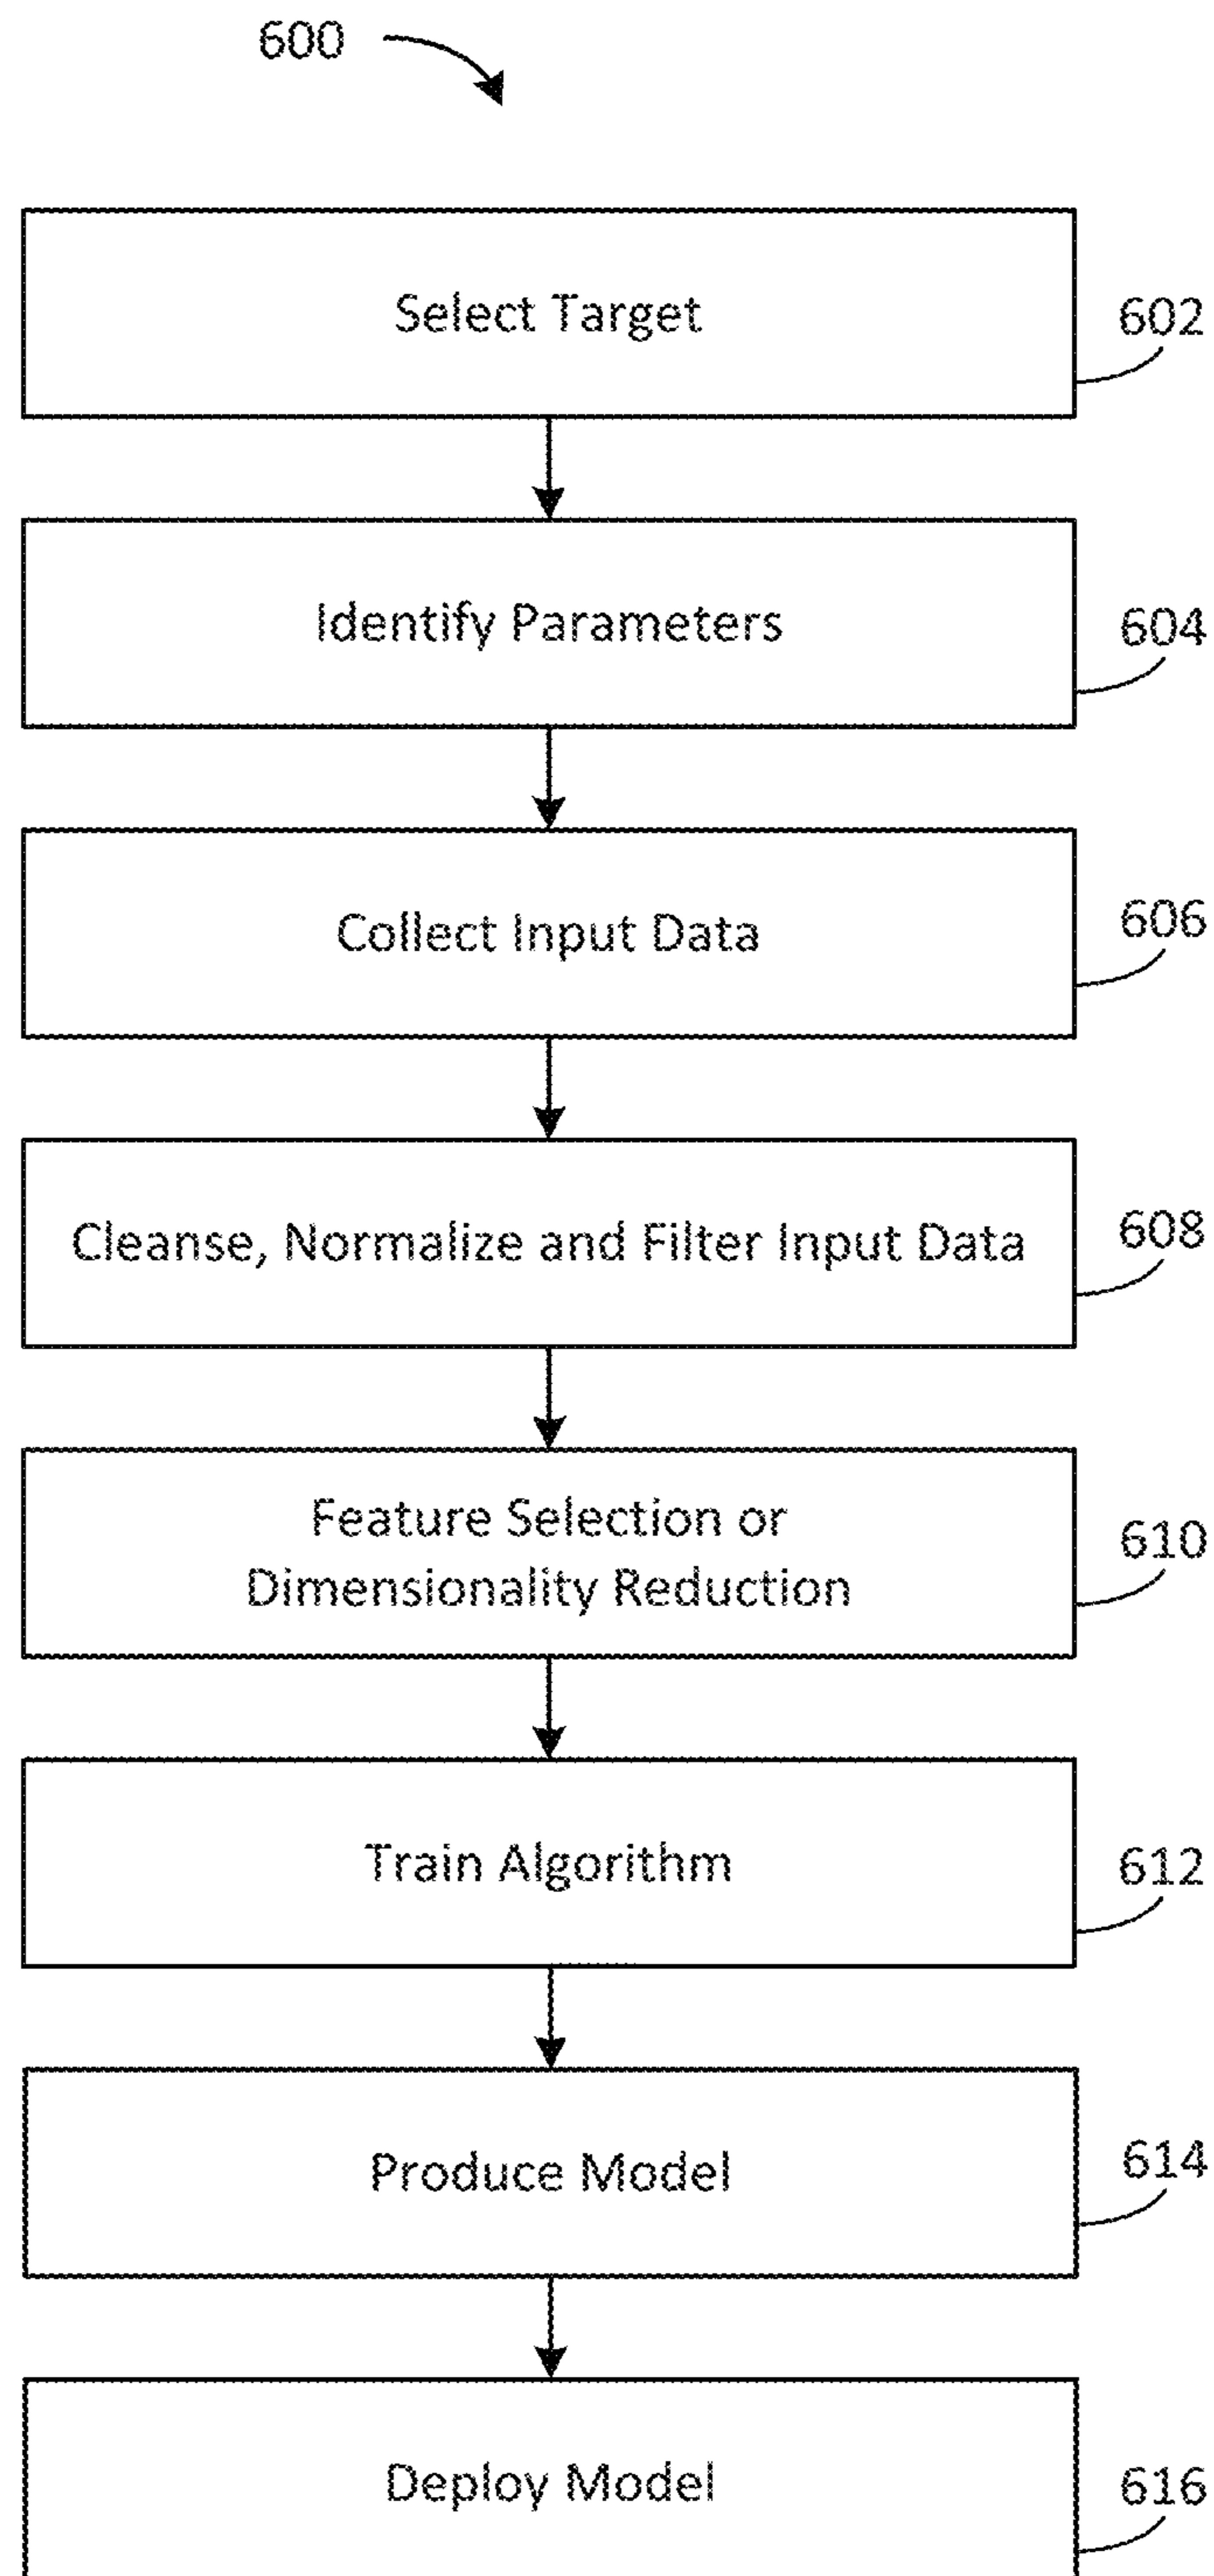 600
Select Target
602
Identify Parameters
604
Collect Input Data
606
Cleanse, Normalize and Filter Input Data
608
Feature Selection or
Dimensionality Reduction
610
Train Algorithm
612
Produce Model
614
Deploy Model
616